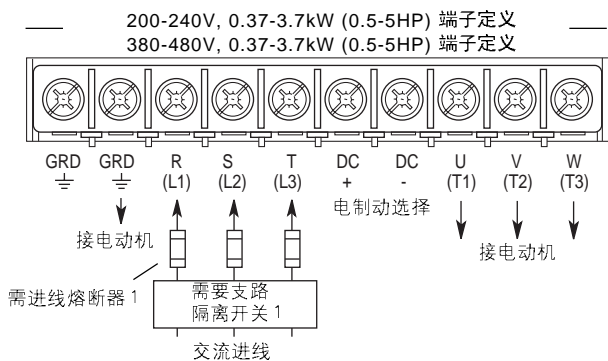 200-240V, 0.37-3.7kW (0.5-5HP) 端子定义
380-480V, 0.37-3.7kW (0.5-5HP) 端子定义
GRD GRD R S T DC DC U V W
(L1) (L2) (L3) + - (T1) (T2) (T3)
电制动选择
接电动机
接电动机
需进线熔断器 1
需要支路
隔离开关 1
交流进线